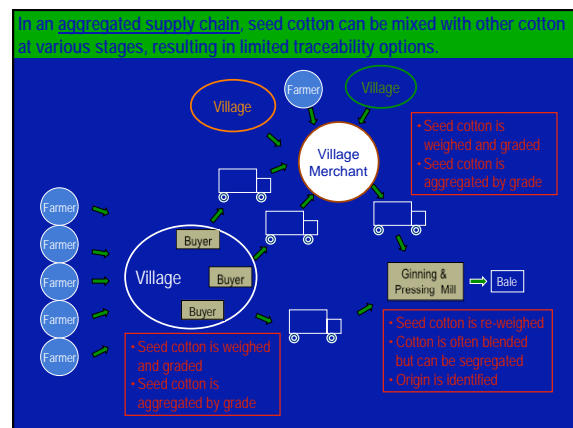 In an aggregated supply chain, seed cotton can be mixed with other cotton
at various stages, resulting in limited traceability options.
Farmer
Village
Village
Village
Merchant
• Seed cotton is
weighed and graded
• Seed cotton is
aggregated by grade
Farmer
Farmer
Farmer
Farmer
Farmer
Village
Buyer
Buyer
Buyer
Ginning &
Pressing Mill
Bale
• Seed cotton is weighed
and graded
• Seed cotton is
aggregated by grade
• Seed cotton is re-weighed
• Cotton is often blended
but can be segregated
• Origin is identified